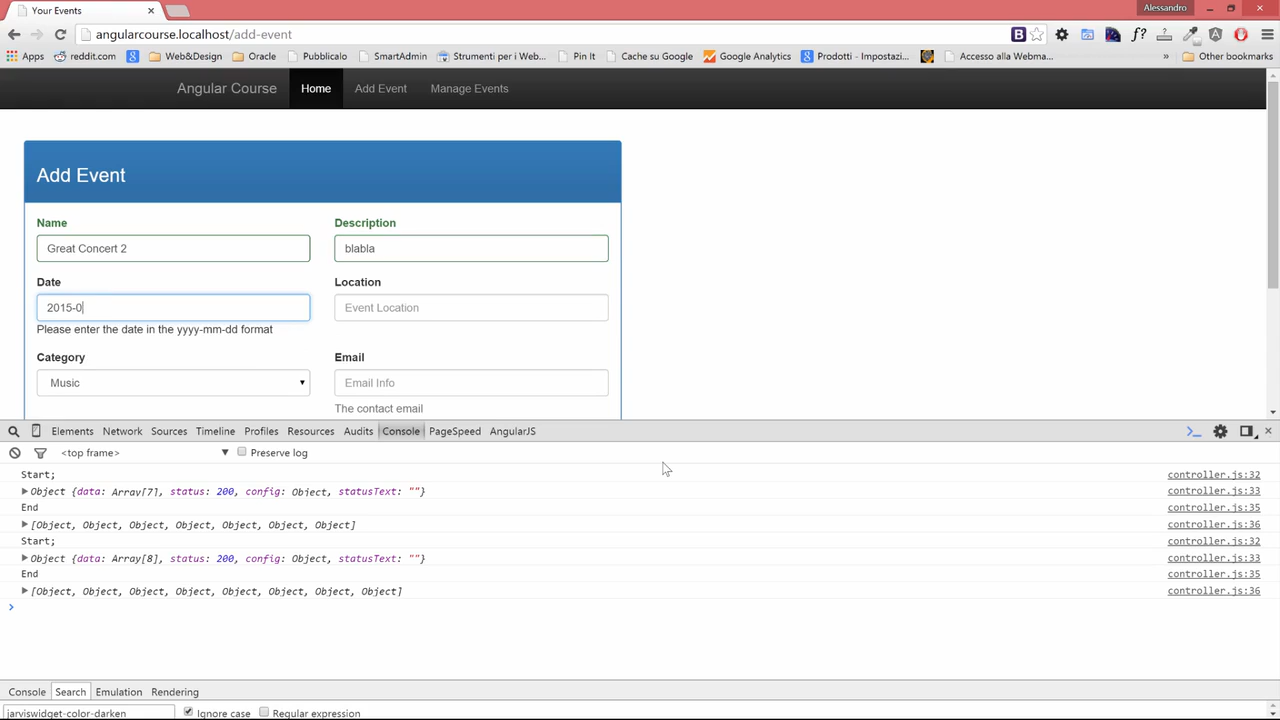 Your Events
Alessandro
angularcourse.localhost/add-event
Apps reddit.com Web&Design Oracle Pubblicalo SmartAdmin Strumenti per i Web... Pin It Cache su Google Google Analytics Prodotti - Impostazi... Accesso alla Webma... » Other bookmarks
Angular Course Home Add Event Manage Events
Add Event
Name Description
Great Concert 2 blabla
Date Location
2015-0 Event Location
Please enter the date in the yyyy-mm-dd format
Category Email
Music Email Info
The contact email
Elements Network Sources Timeline Profiles Resources Audits Console PageSpeed AngularJS
<top frame> Preserve log
Start; controller.js:32
Object {data: Array[7], status: 200, config: Object, statusText: ""} controller.js:33
End controller.js:35
[Object, Object, Object, Object, Object, Object, Object] controller.js:36
Start; controller.js:32
Object {data: Array[8], status: 200, config: Object, statusText: ""} controller.js:33
End controller.js:35
[Object, Object, Object, Object, Object, Object, Object, Object] controller.js:36
Console Search Emulation Rendering
jarviswidget-color-darken Ignore case Regular expression